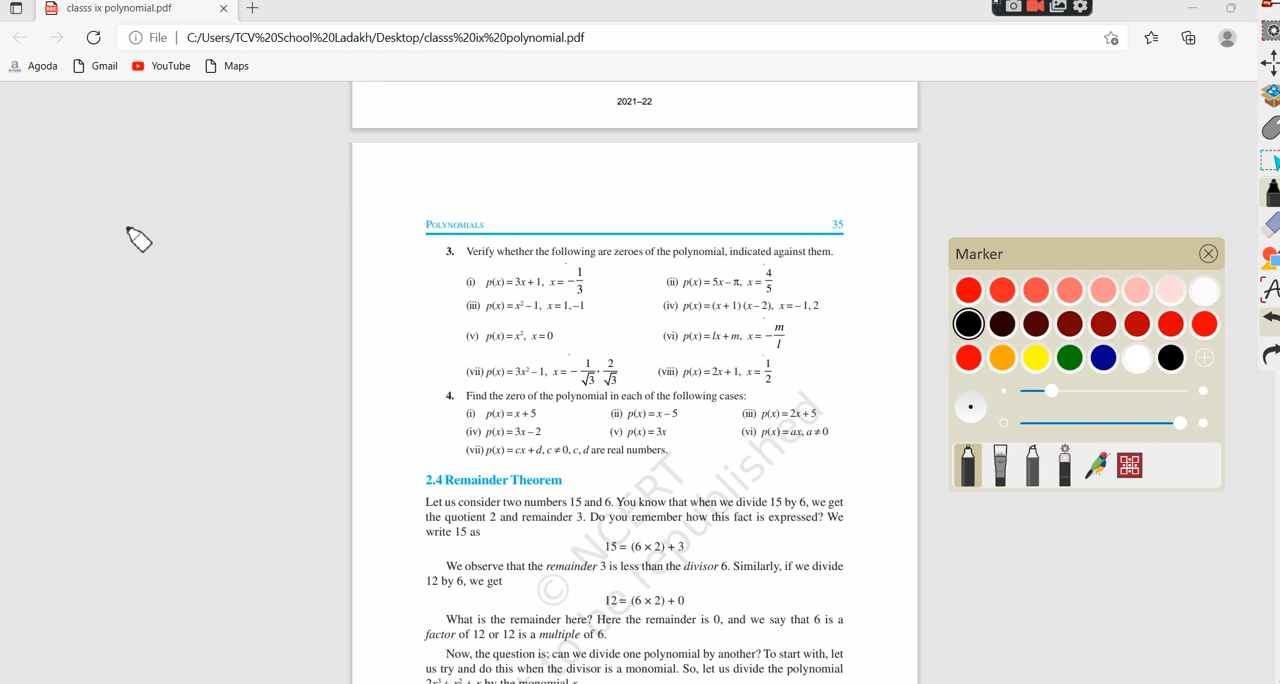 classs ix polynomial.pdf
File | C:/Users/TCV%20School%20Ladakh/Desktop/classs%20ix%20polynomial.pdf
Agoda Gmail YouTube Maps
2021–22
POLYNOMIALS 35
3. Verify whether the following are zeroes of the polynomial, indicated against them.
(i) p(x) = 3x + 1, x = −1/3 (ii) p(x) = 5x – π, x = 4/5
(iii) p(x) = x² – 1, x = 1, –1 (iv) p(x) = (x + 1) (x – 2), x = – 1, 2
(v) p(x) = x², x = 0 (vi) p(x) = lx + m, x = −m/l
(vii) p(x) = 3x² – 1, x = −1/√3, 2/√3 (viii) p(x) = 2x + 1, x = 1/2
4. Find the zero of the polynomial in each of the following cases:
(i) p(x) = x + 5 (ii) p(x) = x – 5 (iii) p(x) = 2x + 5
(iv) p(x) = 3x – 2 (v) p(x) = 3x (vi) p(x) = ax, a ≠ 0
(vii) p(x) = cx + d, c ≠ 0, c, d are real numbers.
2.4 Remainder Theorem
Let us consider two numbers 15 and 6. You know that when we divide 15 by 6, we get
the quotient 2 and remainder 3. Do you remember how this fact is expressed? We
write 15 as
15 = (6 × 2) + 3
We observe that the remainder 3 is less than the divisor 6. Similarly, if we divide
12 by 6, we get
12 = (6 × 2) + 0
What is the remainder here? Here the remainder is 0, and we say that 6 is a
factor of 12 or 12 is a multiple of 6.
Now, the question is: can we divide one polynomial by another? To start with, let
us try and do this when the divisor is a monomial. So, let us divide the polynomial
2x³ + x² + x by the monomial x.
© NCERT
to be republished
Marker